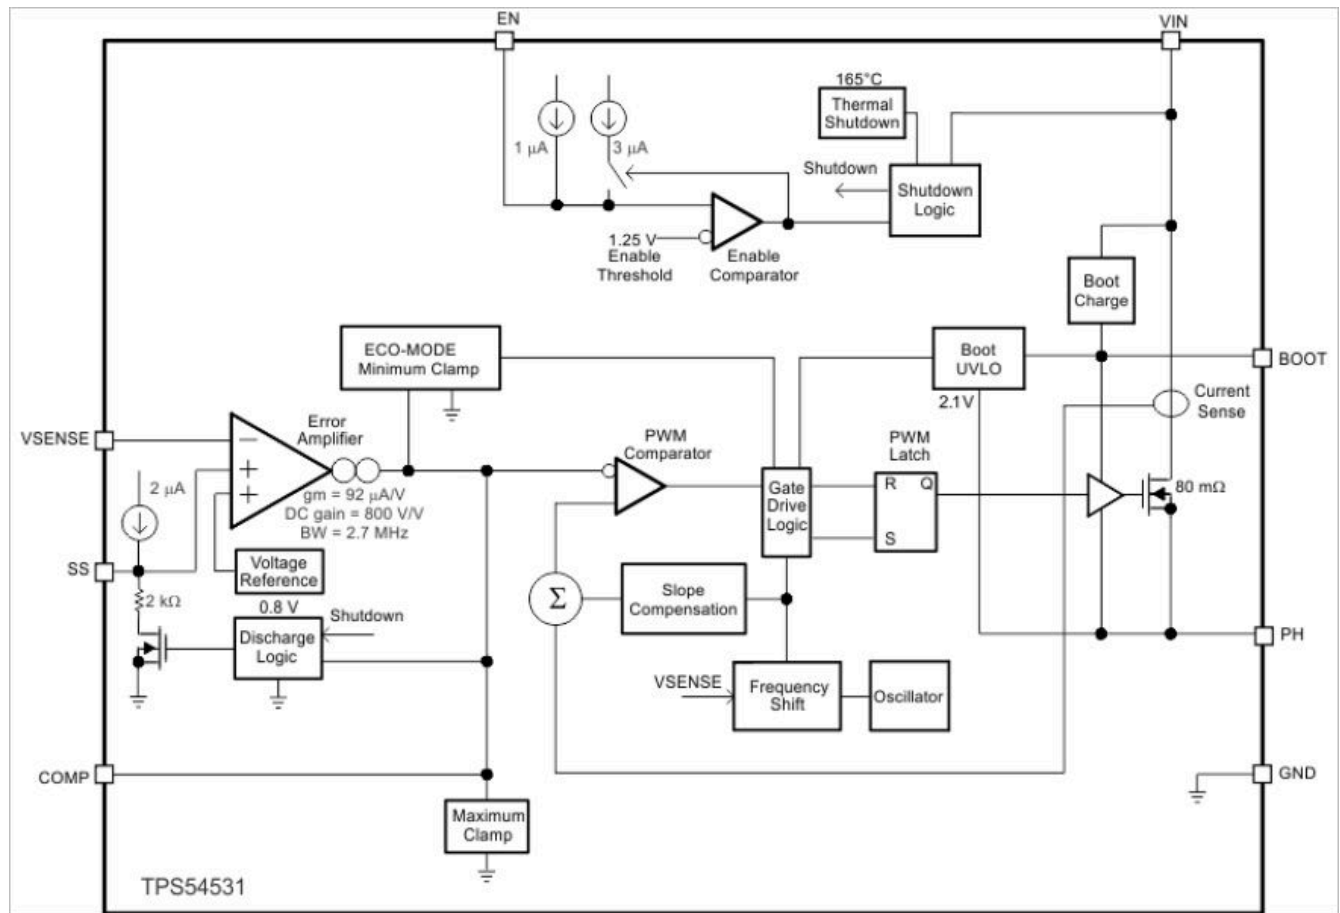 EN
VIN
165°C
Thermal
Shutdown
1 µA
3 µA
Shutdown
Shutdown
Logic
1.25 V
Enable
Threshold
Enable
Comparator
Boot
Charge
ECO-MODE
Minimum Clamp
Boot
UVLO
BOOT
2.1V
Current
Sense
VSENSE
Error
Amplifier
PWM
Comparator
PWM
Latch
−
+
+
gm = 92 µA/V
DC gain = 800 V/V
BW = 2.7 MHz
2 µA
Gate
Drive
Logic
R Q
S
80 mΩ
SS
Voltage
Reference
0.8 V
2 kΩ
Shutdown
Discharge
Logic
Σ
Slope
Compensation
PH
VSENSE
Frequency
Shift
Oscillator
COMP
GND
Maximum
Clamp
TPS54531